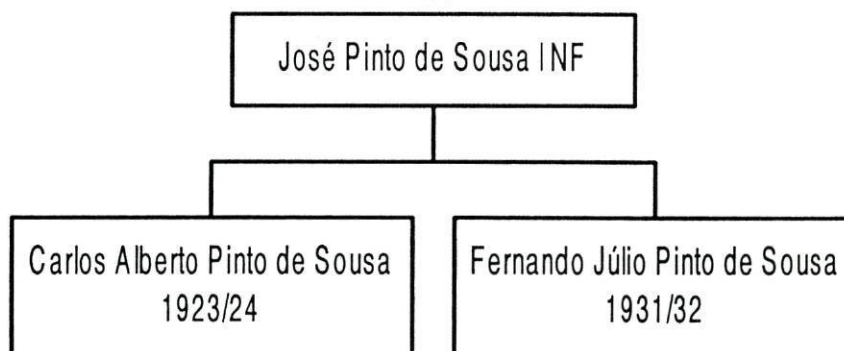 José Pinto de Sousa INF
Carlos Alberto Pinto de Sousa
1923/24
Fernando Júlio Pinto de Sousa
1931/32